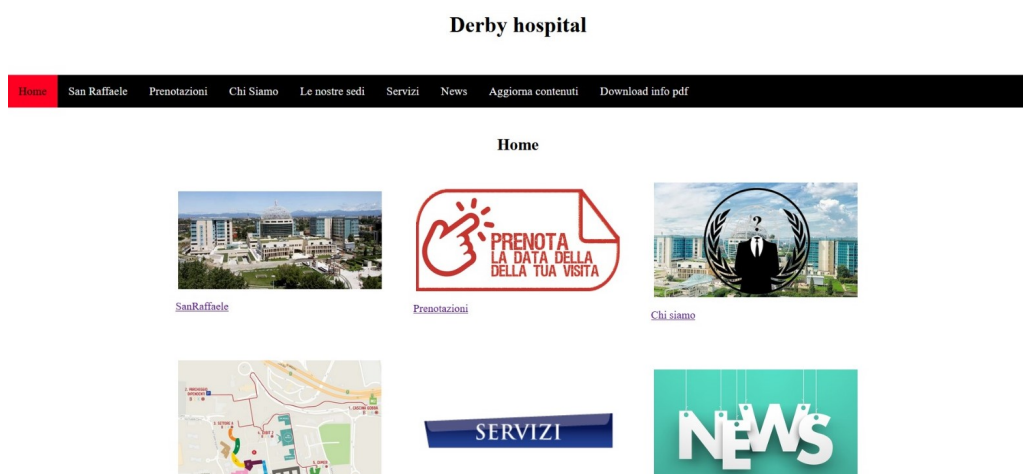 Derby hospital
Home San Raffaele Prenotazioni Chi Siamo Le nostre sedi Servizi News Aggiorna contenuti Download info pdf
Home
PRENOTA
LA DATA DELLA
DELLA TUA VISITA
?
SanRaffaele
Prenotazioni
Chi siamo
SERVIZI
NEWS